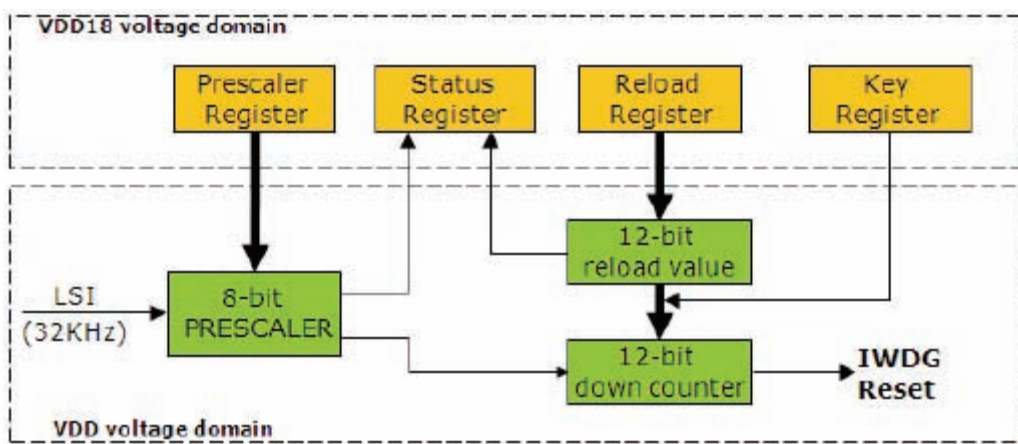 VDD18 voltage domain
Prescaler
Register
Status
Register
Reload
Register
Key
Register
12-bit
reload value
LSI
(32KHz)
8-bit
PRESCALER
12-bit
down counter
IWDG
Reset
VDD voltage domain